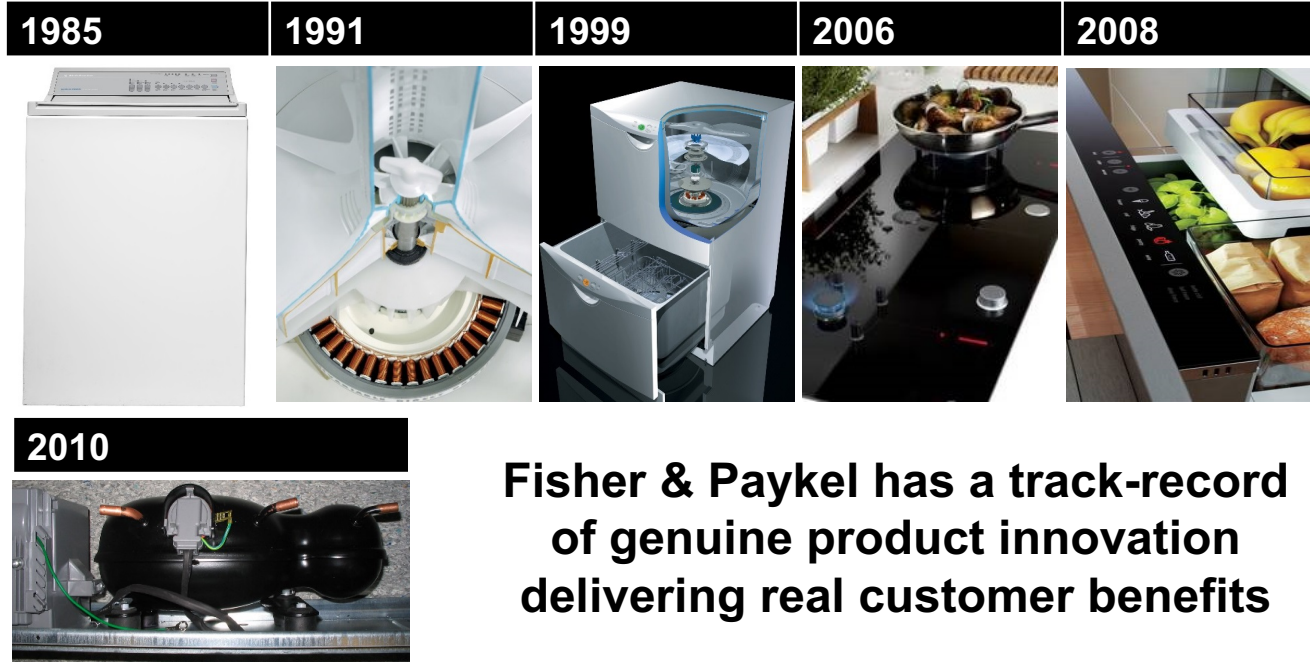 1985
1991
1999
2006
2008
2010
Fisher & Paykel has a track-record
of genuine product innovation
delivering real customer benefits